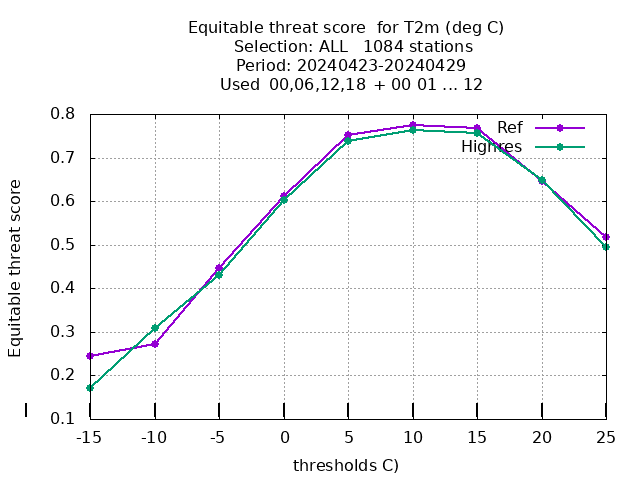 Equitable threat score for T2m (deg C)
Selection: ALL 1084 stations
Period: 20240423-20240429
Used 00,06,12,18 + 00 01 ... 12
0.8
0.7
0.6
0.5
0.4
0.3
0.2
0.1
Equitable threat score
Ref
Highres
-15
-10
-5
0
5
10
15
20
25
thresholds C)